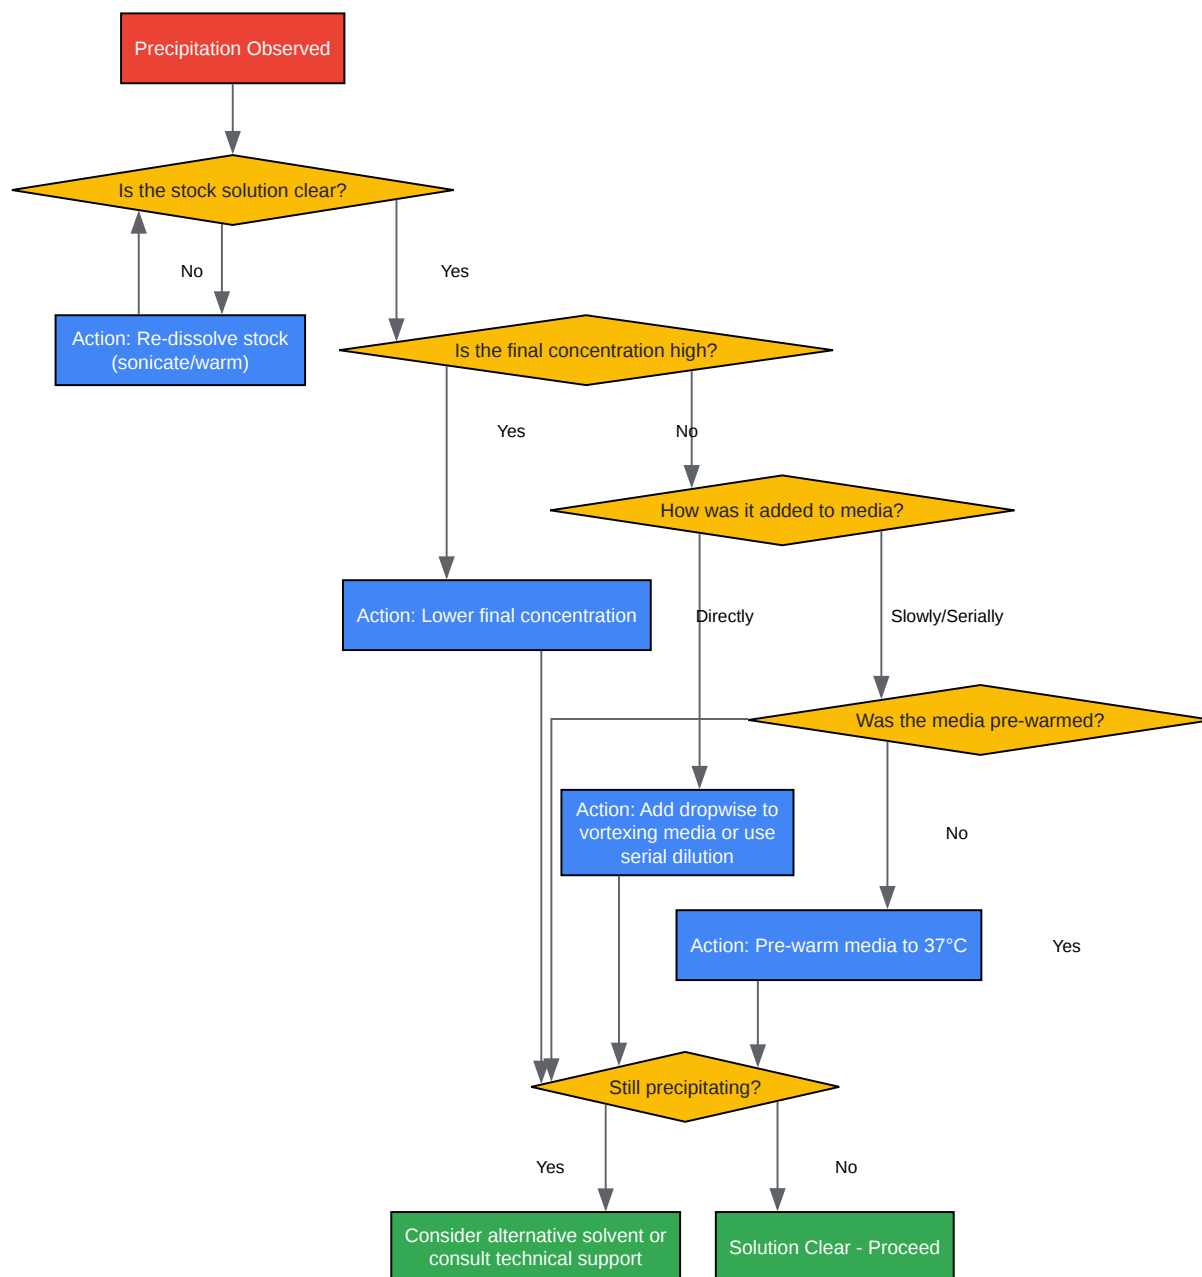 Precipitation Observed
Is the stock solution clear?
No
Yes
Action: Re-dissolve stock
(sonicate/warm)
Is the final concentration high?
Yes
No
How was it added to media?
Action: Lower final concentration
Directly
Slowly/Serially
Was the media pre-warmed?
Action: Add dropwise to
vortexing media or use
serial dilution
No
Action: Pre-warm media to 37°C
Yes
Still precipitating?
Yes
No
Consider alternative solvent or
consult technical support
Solution Clear - Proceed